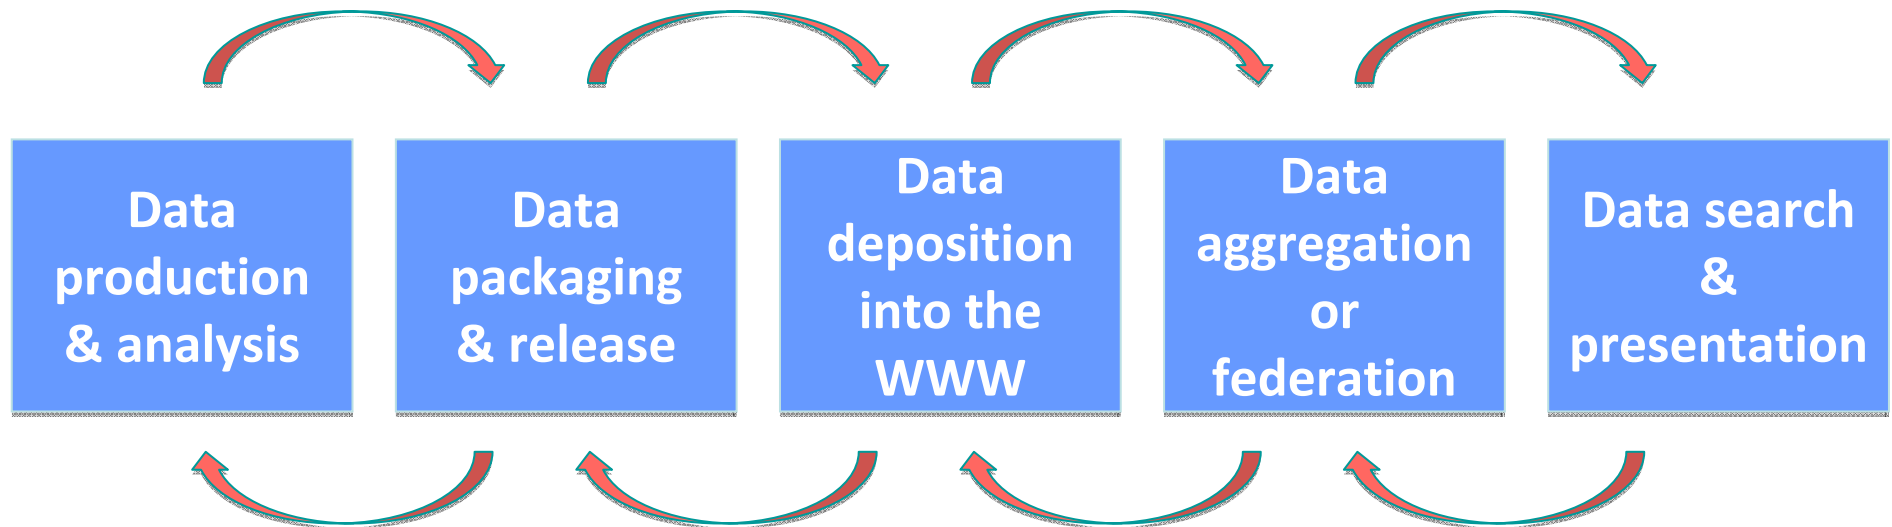 Data
production
& analysis
Data
packaging
& release
Data
deposition
into the
WWW
Data
aggregation
or
federation
Data search
&
presentation